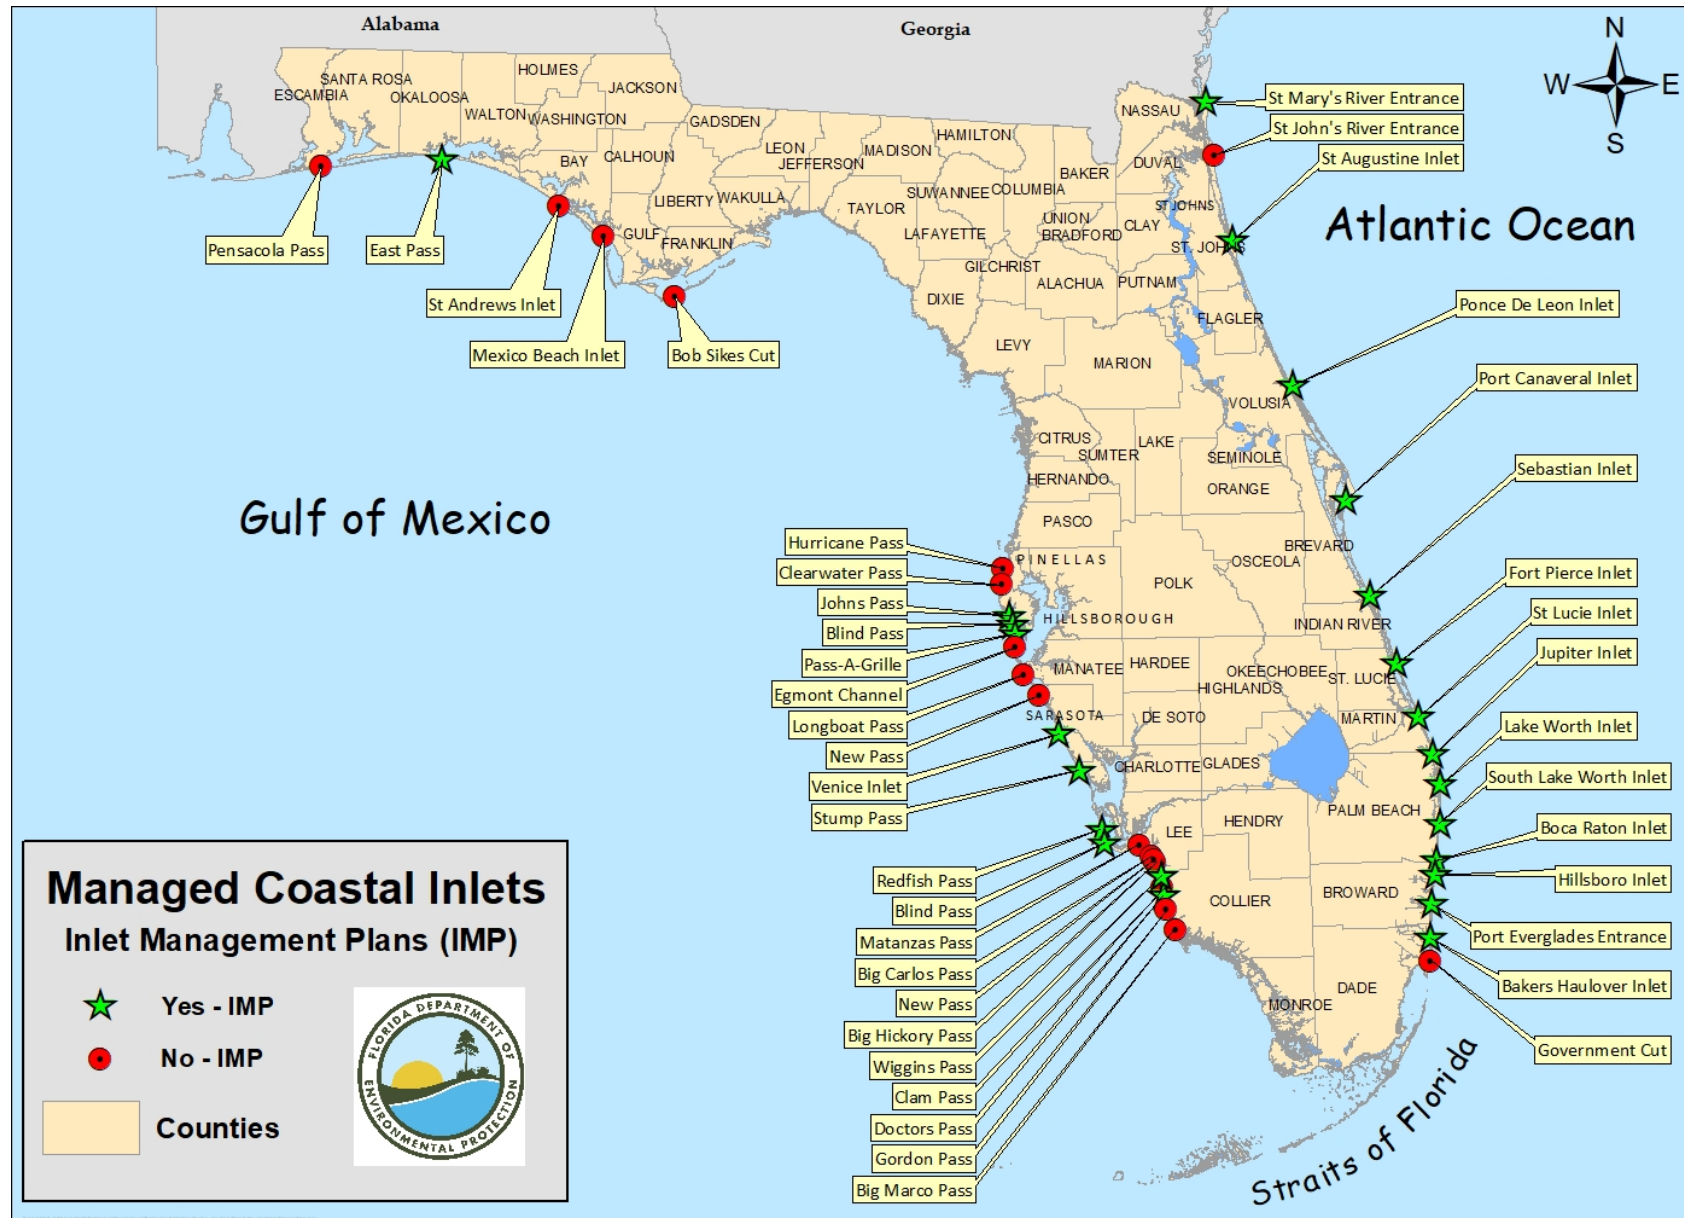 Alabama
Georgia
N
W
E
S
HOLMES
JACKSON
SANTA ROSA
ESCAMBIA
OKALOOSA
WALTON
WASHINGTON
GADSDEN
LEON
JEFFERSON
MADISON
HAMILTON
NASSAU
BAY
CALHOUN
LIBERTY
WAKULLA
TAYLOR
SUWANNEE
COLUMBIA
BAKER
DUVAL
GULF
FRANKLIN
LAFAYETTE
UNION
BRADFORD
CLAY
ST JOHNS
ST. JOHNS
GILCHRIST
DIXIE
ALACHUA
PUTNAM
FLAGLER
LEVY
MARION
VOLUSIA
CITRUS
SUMTER
LAKE
SEMINOLE
HERNANDO
ORANGE
PASCO
BREVARD
OSCEOLA
PINELLAS
POLK
HILLSBOROUGH
INDIAN RIVER
MANATEE
HARDEE
OKEECHOBEE
HIGHLANDS
ST. LUCIE
SARASOTA
DE SOTO
MARTIN
CHARLOTTE
GLADES
LEE
HENDRY
PALM BEACH
COLLIER
BROWARD
DADE
MONROE
St Mary's River Entrance
St John's River Entrance
St Augustine Inlet
Atlantic Ocean
Ponce De Leon Inlet
Port Canaveral Inlet
Sebastian Inlet
Fort Pierce Inlet
St Lucie Inlet
Jupiter Inlet
Lake Worth Inlet
South Lake Worth Inlet
Boca Raton Inlet
Hillsboro Inlet
Port Everglades Entrance
Bakers Haulover Inlet
Government Cut
Straits of Florida
Pensacola Pass
East Pass
St Andrews Inlet
Mexico Beach Inlet
Bob Sikes Cut
Gulf of Mexico
Hurricane Pass
Clearwater Pass
Johns Pass
Blind Pass
Pass-A-Grille
Egmont Channel
Longboat Pass
New Pass
Venice Inlet
Stump Pass
Redfish Pass
Blind Pass
Matanzas Pass
Big Carlos Pass
New Pass
Big Hickory Pass
Wiggins Pass
Clam Pass
Doctors Pass
Gordon Pass
Big Marco Pass
Managed Coastal Inlets
Inlet Management Plans (IMP)
Yes - IMP
No - IMP
Counties
FLORIDA DEPARTMENT OF
ENVIRONMENTAL PROTECTION